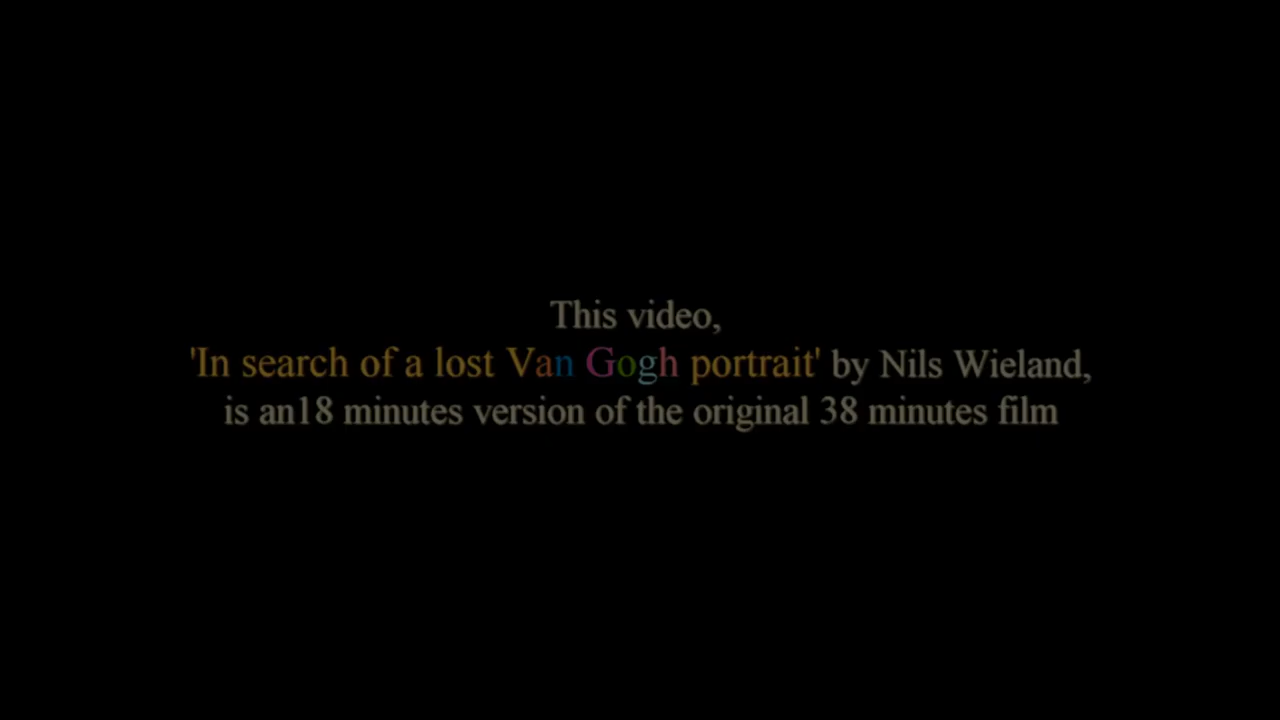 This video,
'In search of a lost Van Gogh portrait' by Nils Wieland,
is an18 minutes version of the original 38 minutes film